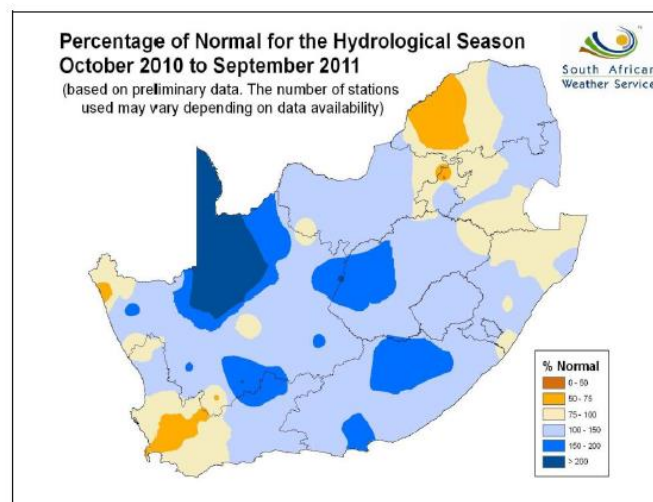 Percentage of Normal for the Hydrological Season
October 2010 to September 2011
(based on preliminary data. The number of stations
used may vary depending on data availability)
South African
Weather Service
% Normal
0 - 50
50 - 75
75 - 100
100 - 150
150 - 200
> 200